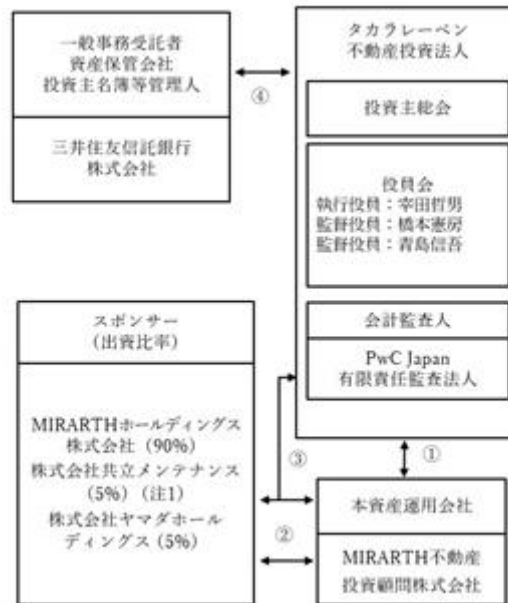 一般事務受託者
資産保管会社
投資主名簿等管理人
三井住友信託銀行
株式会社
④
タカラレーベン
不動産投資法人
投資主総会
役員会
執行役員：宰田哲男
監督役員：橋本憲房
監督役員：青島信吾
会計監査人
PwC Japan
有限責任監査法人
スポンサー
（出資比率）
MIRARTHホールディングス
株式会社（90%）
株式会社共立メンテナンス
（5%）（注1）
株式会社ヤマダホール
ディングス（5%）
③
①
②
本資産運用会社
MIRARTH不動産
投資顧問株式会社